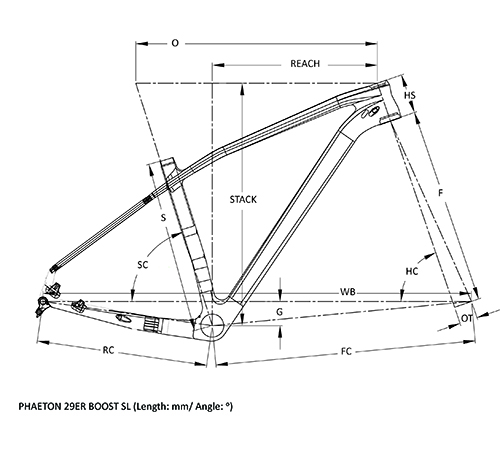 O
REACH
HS
STACK
S
F
SC
HC
WB
G
OT
RC
FC
PHAETON 29ER BOOST SL (Length: mm/ Angle: °)